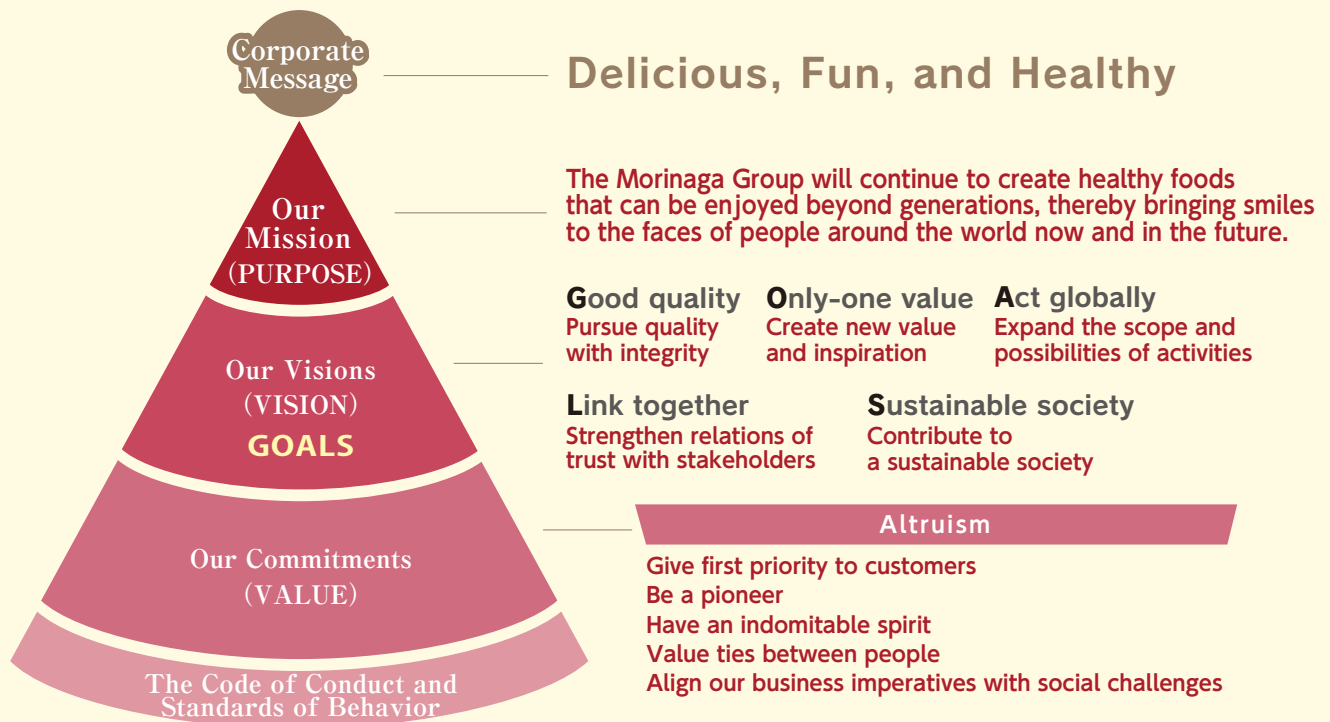 Corporate
Message
Delicious, Fun, and Healthy
Our
Mission
(PURPOSE)
The Morinaga Group will continue to create healthy foods
that can be enjoyed beyond generations, thereby bringing smiles
to the faces of people around the world now and in the future.
Our Visions
(VISION)
GOALS
Good quality
Pursue quality
with integrity
Only-one value
Create new value
and inspiration
Act globally
Expand the scope and
possibilities of activities
Link together
Strengthen relations of
trust with stakeholders
Sustainable society
Contribute to
a sustainable society
Our Commitments
(VALUE)
Altruism
Give first priority to customers
Be a pioneer
Have an indomitable spirit
Value ties between people
Align our business imperatives with social challenges
The Code of Conduct and
Standards of Behavior